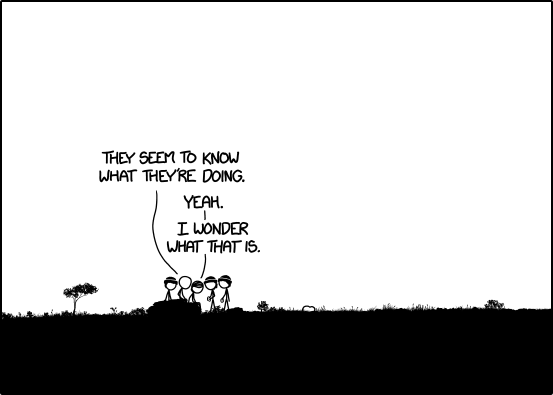 THEY SEEM TO KNOW
WHAT THEY'RE DOING.
YEAH.
I WONDER
WHAT THAT IS.